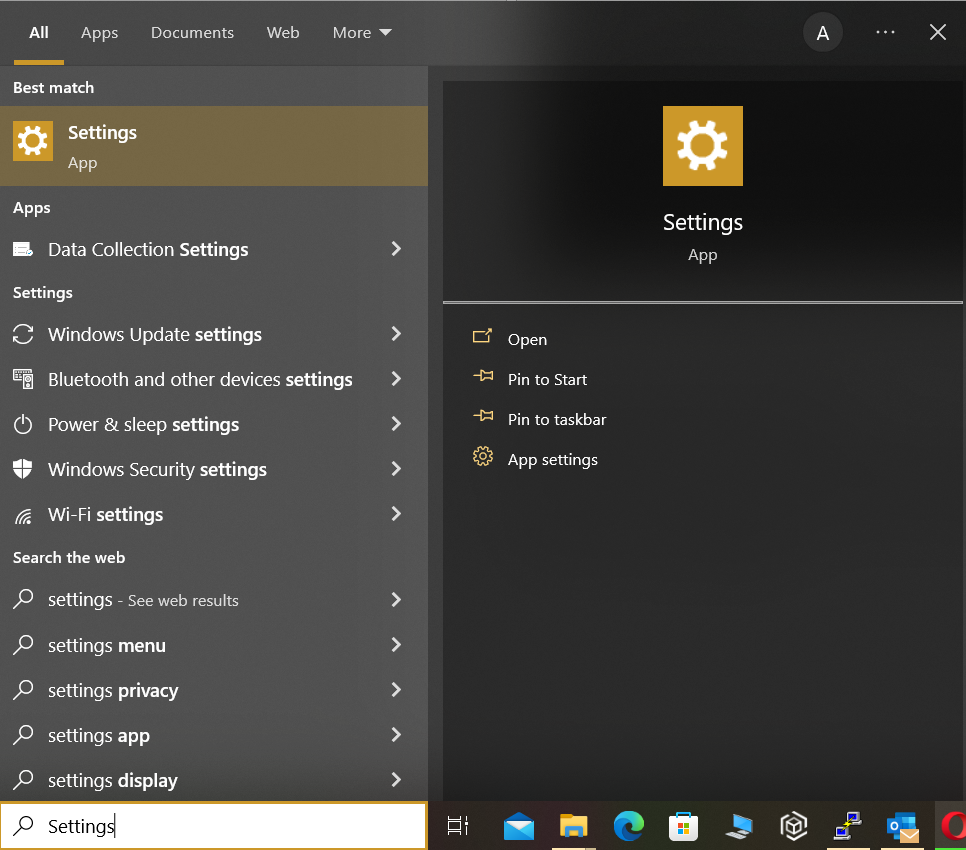 All Apps Documents Web More A
Best match
Settings
App
Apps
Data Collection Settings
Settings
Windows Update settings
Bluetooth and other devices settings
Power & sleep settings
Windows Security settings
Wi-Fi settings
Search the web
settings - See web results
settings menu
settings privacy
settings app
settings display
Settings
Settings
App
Open
Pin to Start
Pin to taskbar
App settings